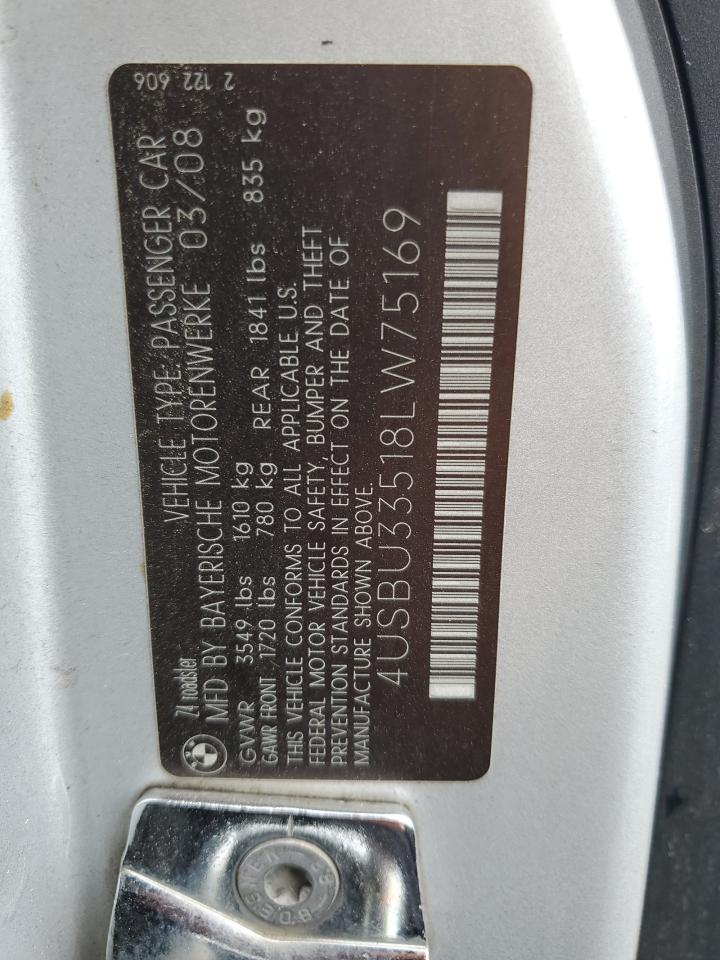 2 122 606
Z4 roadster VEHICLE TYPE: PASSENGER CAR
MFD BY BAYERISCHE MOTORENWERKE 03/08
GVWR 3549 lbs 1610 kg
GAWR FRONT 1720 lbs 780 kg REAR 1841 lbs 835 kg
THIS VEHICLE CONFORMS TO ALL APPLICABLE U.S.
FEDERAL MOTOR VEHICLE SAFETY, BUMPER AND THEFT
PREVENTION STANDARDS IN EFFECT ON THE DATE OF
MANUFACTURE SHOWN ABOVE.
4USBU33518LW75169